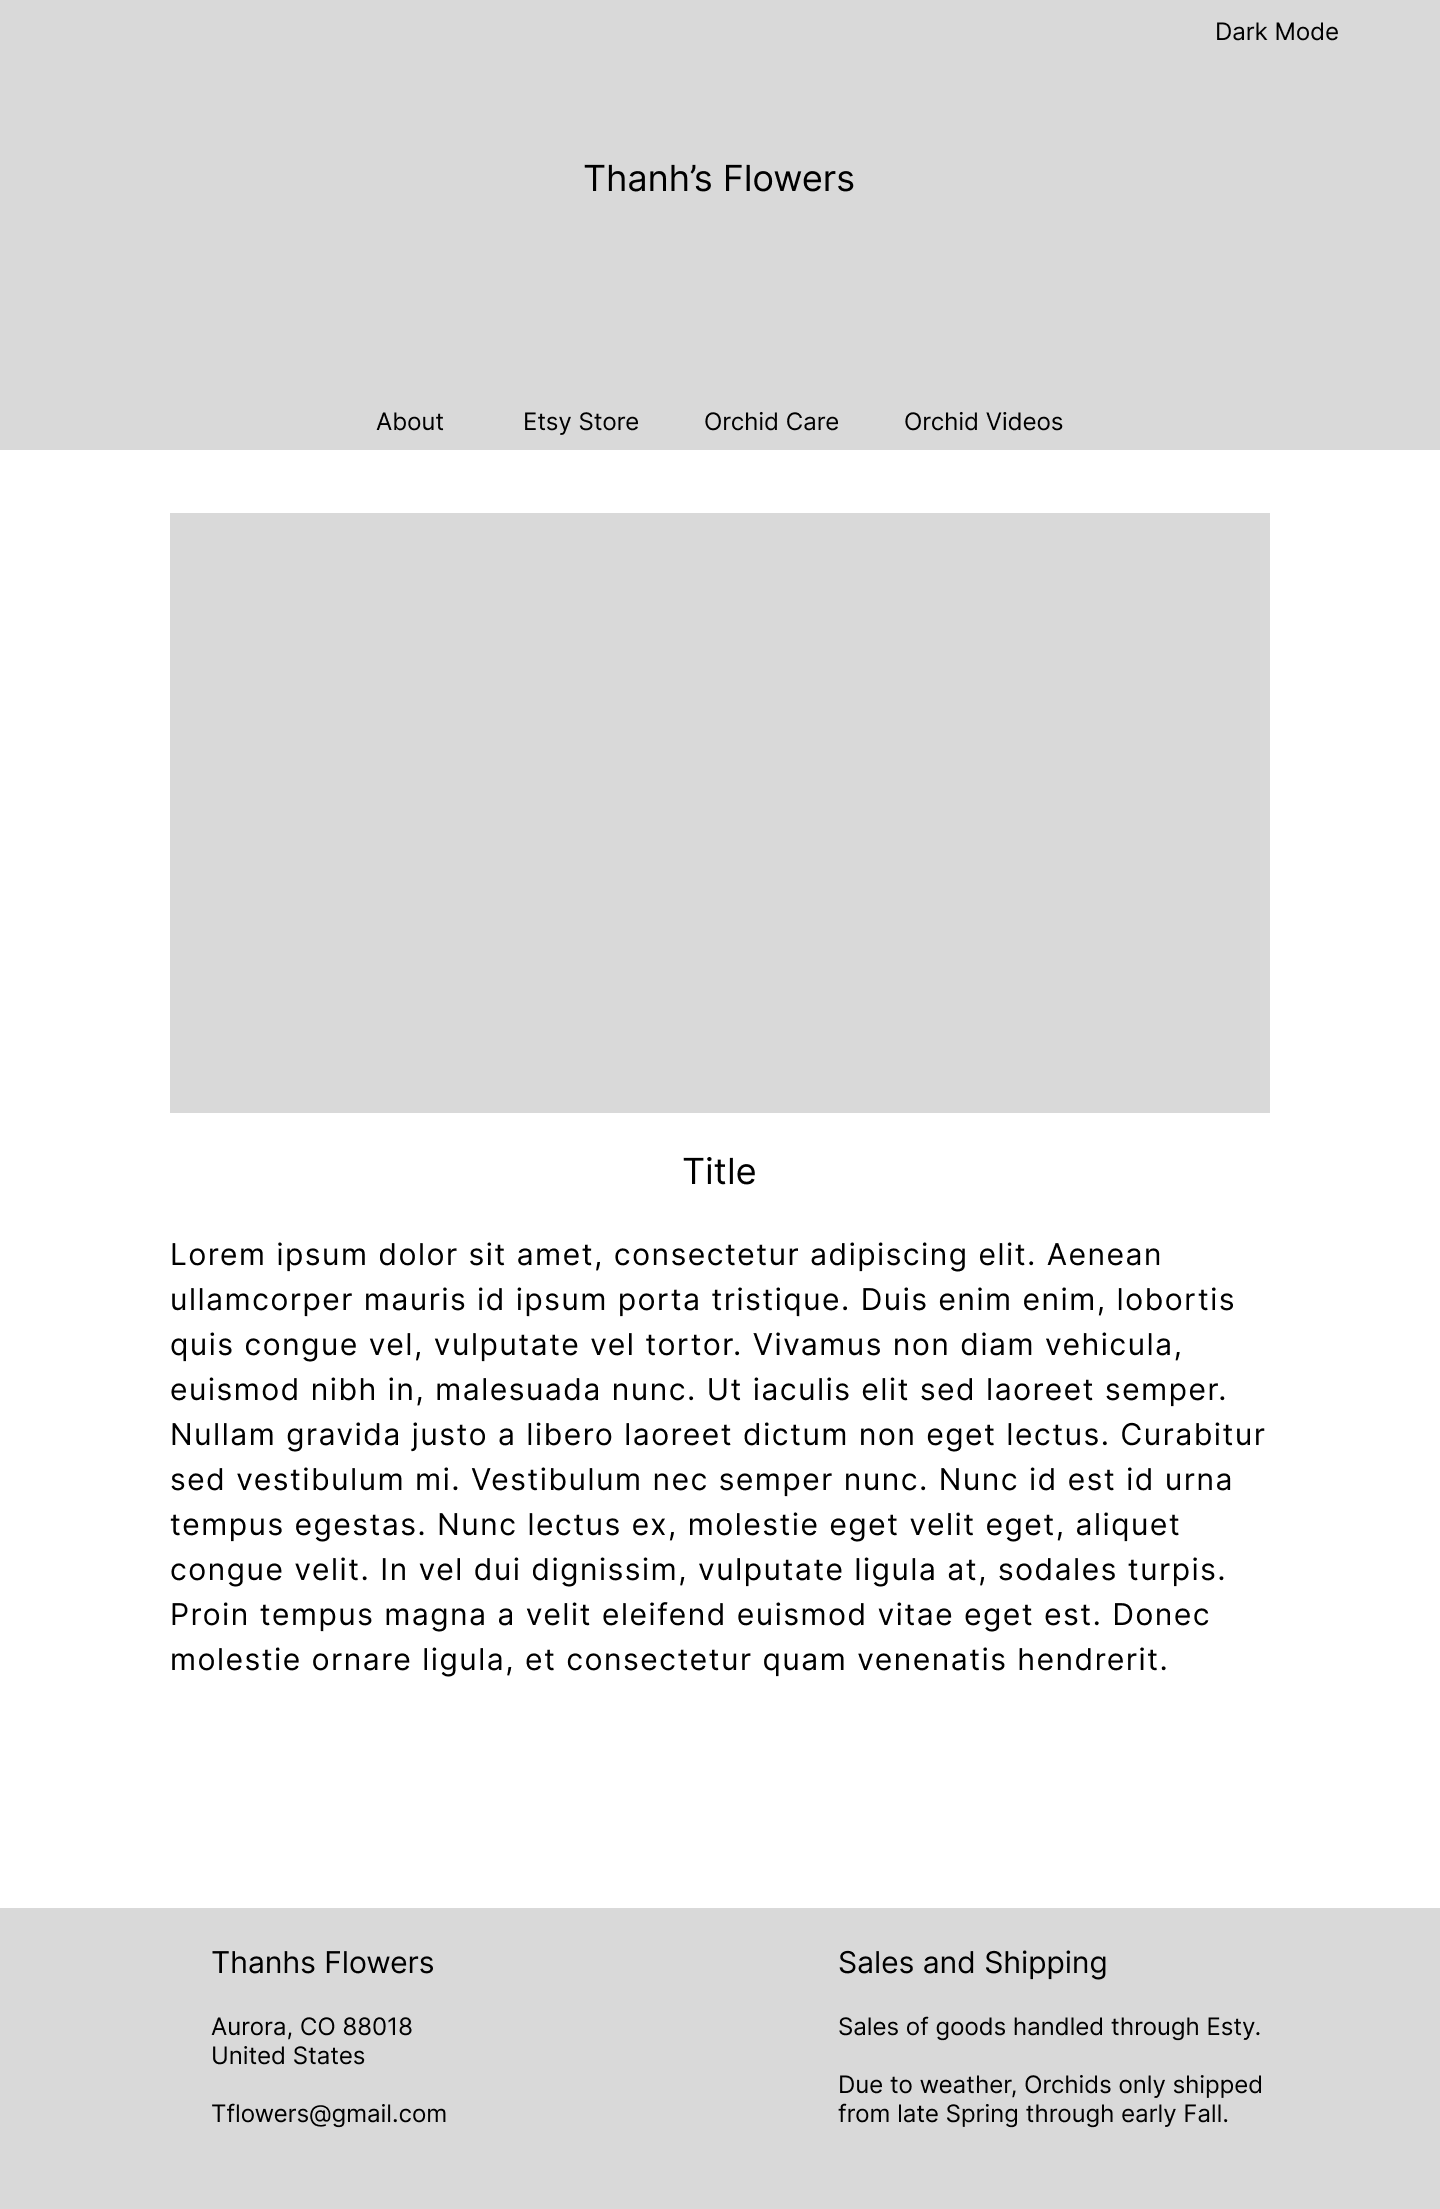 Dark Mode
Thanh’s Flowers
About Etsy Store Orchid Care Orchid Videos
Title
Lorem ipsum dolor sit amet, consectetur adipiscing elit. Aenean
ullamcorper mauris id ipsum porta tristique. Duis enim enim, lobortis
quis congue vel, vulputate vel tortor. Vivamus non diam vehicula,
euismod nibh in, malesuada nunc. Ut iaculis elit sed laoreet semper.
Nullam gravida justo a libero laoreet dictum non eget lectus. Curabitur
sed vestibulum mi. Vestibulum nec semper nunc. Nunc id est id urna
tempus egestas. Nunc lectus ex, molestie eget velit eget, aliquet
congue velit. In vel dui dignissim, vulputate ligula at, sodales turpis.
Proin tempus magna a velit eleifend euismod vitae eget est. Donec
molestie ornare ligula, et consectetur quam venenatis hendrerit.
Thanhs Flowers
Aurora, CO 88018
United States
Tflowers@gmail.com
Sales and Shipping
Sales of goods handled through Esty.
Due to weather, Orchids only shipped
from late Spring through early Fall.